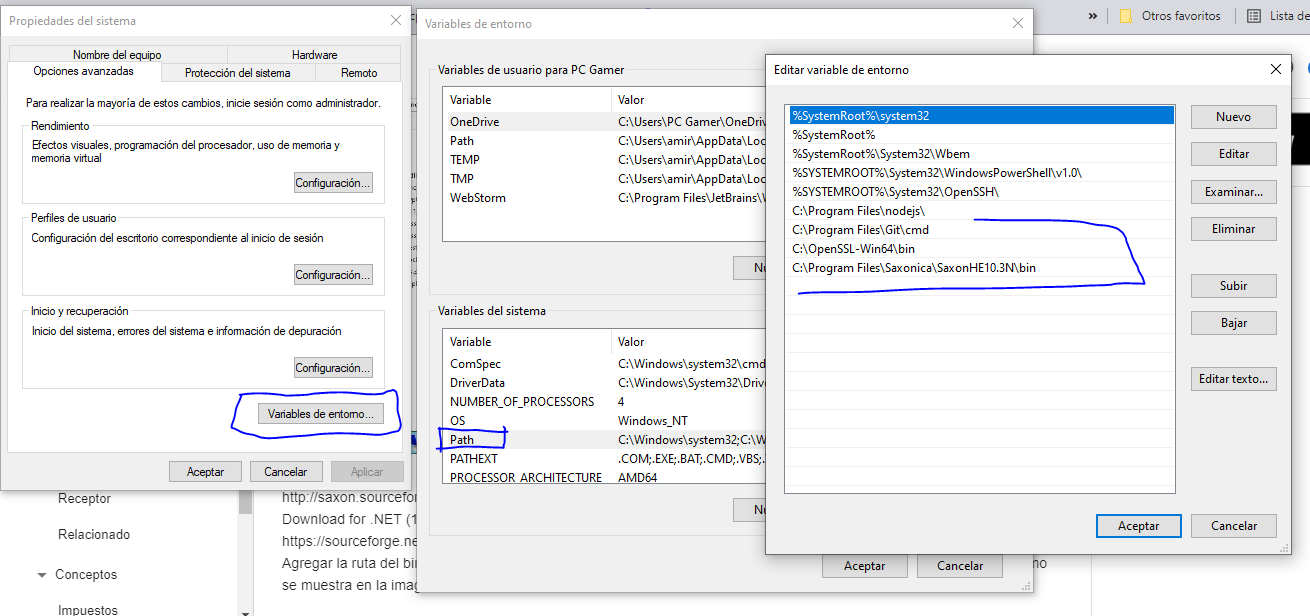 Propiedades del sistema
Nombre del equipo
Hardware
Opciones avanzadas
Protección del sistema
Remoto
Para realizar la mayoría de estos cambios, inicie sesión como administrador.
Rendimiento
Efectos visuales, programación del procesador, uso de memoria y
memoria virtual
Configuración...
Perfiles de usuario
Configuración del escritorio correspondiente al inicio de sesión
Configuración...
Inicio y recuperación
Inicio del sistema, errores del sistema e información de depuración
Configuración...
Variables de entorno...
Aceptar
Cancelar
Aplicar
Receptor
Relacionado
Conceptos
Impuestos
http://saxon.sourcefor
Download for .NET (1
https://sourceforge.ne
Agregar la ruta del bi
se muestra en la imag
Variables de entorno
Variables de usuario para PC Gamer
Variable Valor
OneDrive C:\Users\PC Gamer\OneDri
Path C:\Users\amir\AppData\Loc
TEMP C:\Users\amir\AppData\Loc
TMP C:\Users\amir\AppData\Loc
WebStorm C:\Program Files\JetBrains\
Variables del sistema
Variable Valor
ComSpec C:\Windows\system32\cmd
DriverData C:\Windows\System32\Drive
NUMBER_OF_PROCESSORS 4
OS Windows_NT
Path C:\Windows\system32;C:\W
PATHEXT .COM;.EXE;.BAT;.CMD;.VBS;.
PROCESSOR_ARCHITECTURE AMD64
Aceptar
Cancelar
no
» Otros favoritos
Lista de
Editar variable de entorno
%SystemRoot%\system32
%SystemRoot%
%SystemRoot%\System32\Wbem
%SYSTEMROOT%\System32\WindowsPowerShell\v1.0\
%SYSTEMROOT%\System32\OpenSSH\
C:\Program Files\nodejs\
C:\Program Files\Git\cmd
C:\OpenSSL-Win64\bin
C:\Program Files\Saxonica\SaxonHE10.3N\bin
Nuevo
Editar
Examinar...
Eliminar
Subir
Bajar
Editar texto...
Aceptar
Cancelar